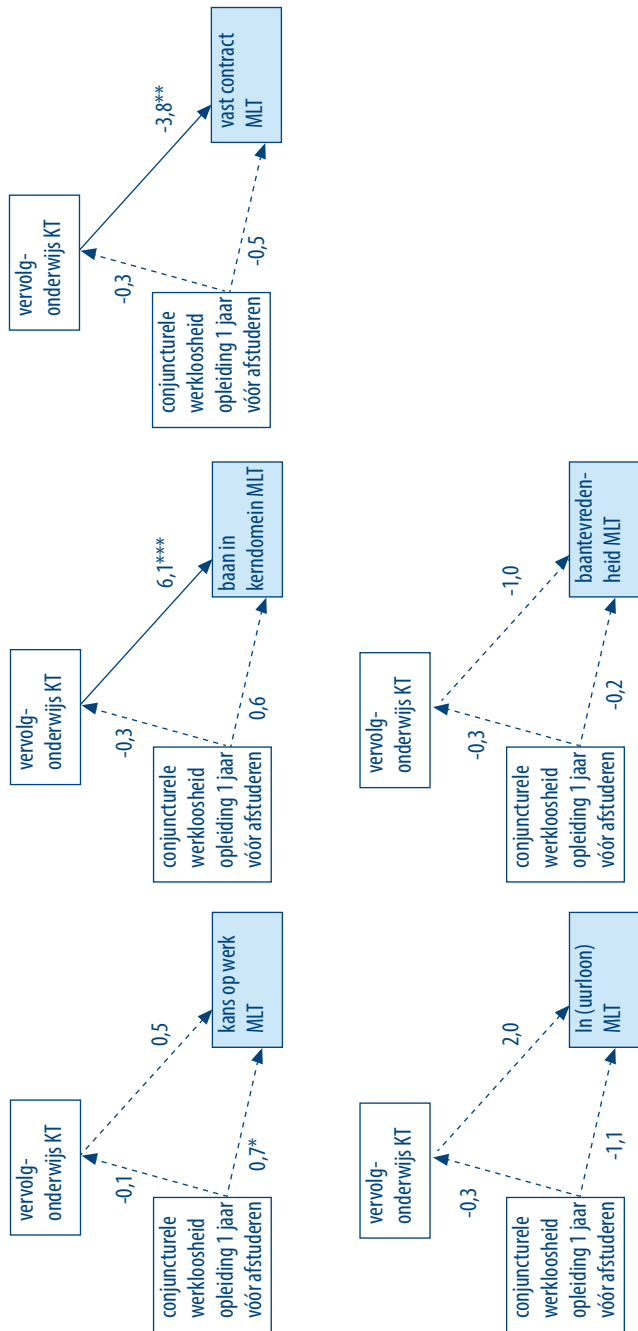 vervolg-
onderwijs KT
-0,1
0,5
conjuncturele
werkloosheid
opleiding 1 jaar
vóór afstuderen
0,7*
kans op werk
MLT
vervolg-
onderwijs KT
-0,3
6,1***
conjuncturele
werkloosheid
opleiding 1 jaar
vóór afstuderen
0,6
baan in
kerndomein MLT
vervolg-
onderwijs KT
-0,3
-3,8**
conjuncturele
werkloosheid
opleiding 1 jaar
vóór afstuderen
-0,5
vast contract
MLT
vervolg-
onderwijs KT
-0,3
2,0
conjuncturele
werkloosheid
opleiding 1 jaar
vóór afstuderen
-1,1
ln (uurloon)
MLT
vervolg-
onderwijs KT
-0,3
-1,0
conjuncturele
werkloosheid
opleiding 1 jaar
vóór afstuderen
-0,2
baantevreden-
heid MLT